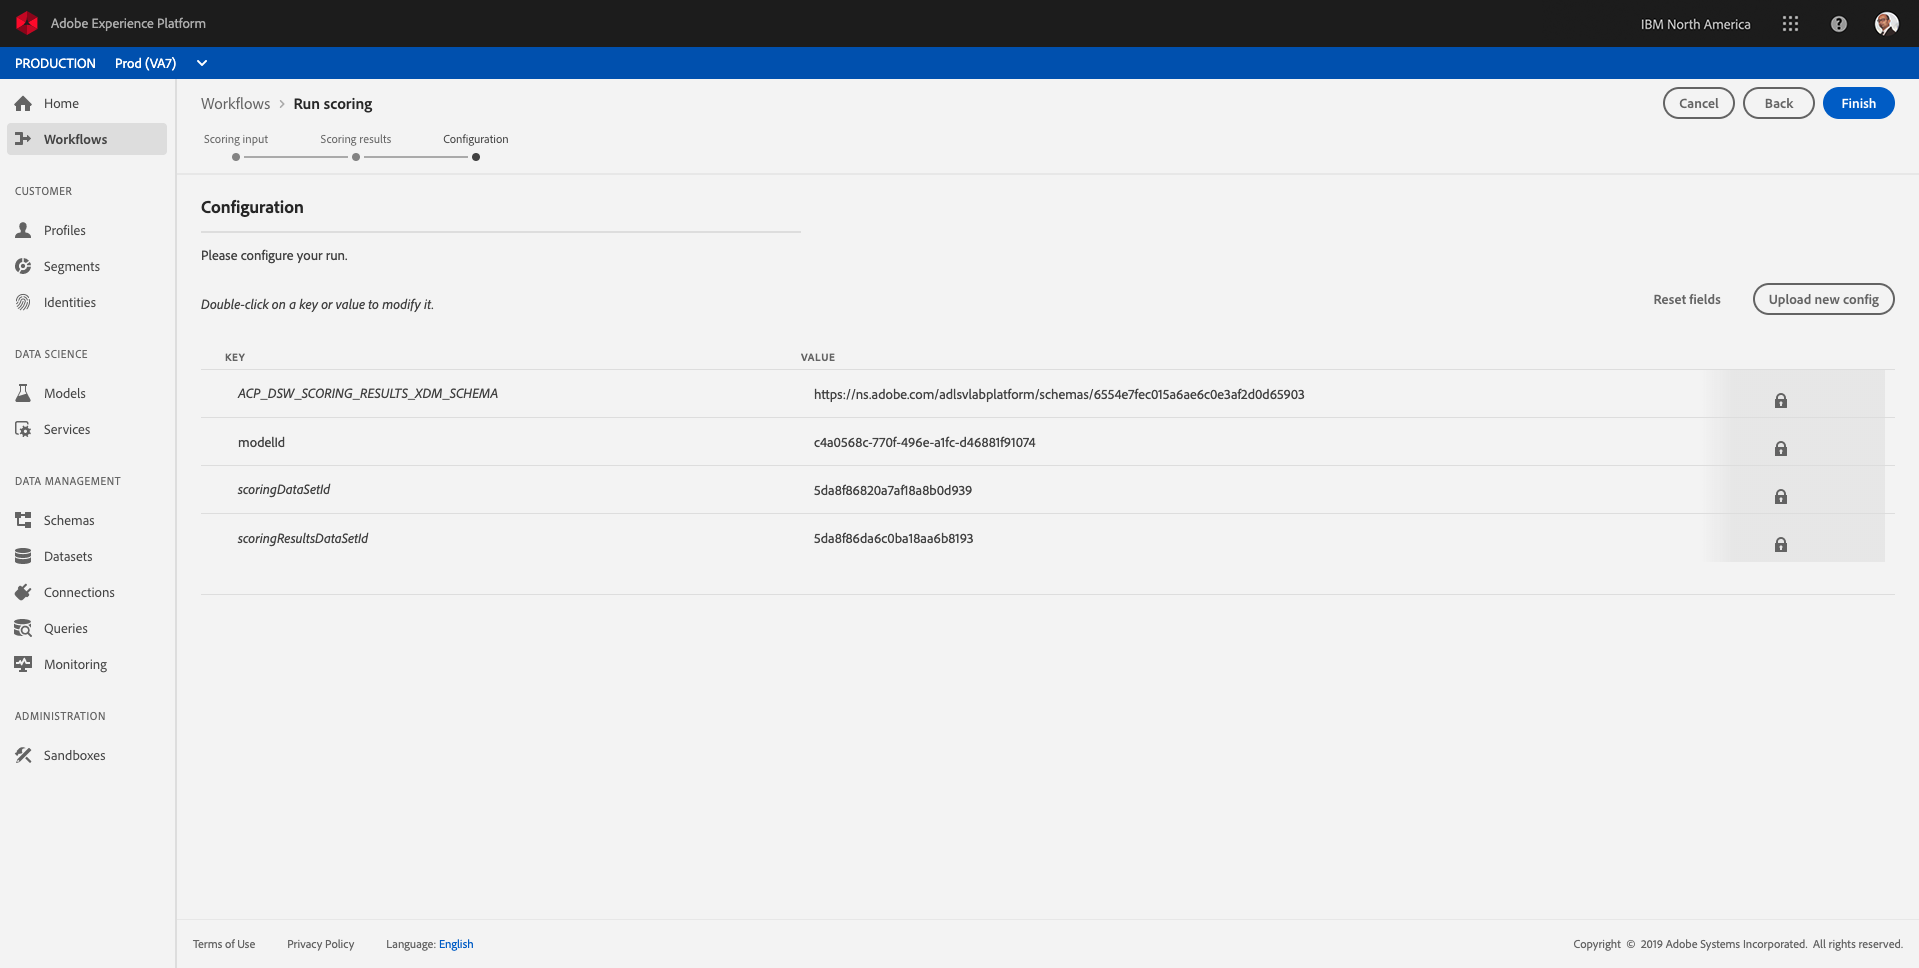 Adobe Experience Platform
IBM North America
PRODUCTION Prod (VA7)
Home
Workflows
CUSTOMER
Profiles
Segments
Identities
DATA SCIENCE
Models
Services
DATA MANAGEMENT
Schemas
Datasets
Connections
Queries
Monitoring
ADMINISTRATION
Sandboxes
Workflows > Run scoring
Cancel Back Finish
Scoring input Scoring results Configuration
Configuration
Please configure your run.
Double-click on a key or value to modify it.
Reset fields Upload new config
KEY VALUE
ACP_DSW_SCORING_RESULTS_XDM_SCHEMA https://ns.adobe.com/adlsvlabplatform/schemas/6554e7fec015a6ae6c0e3af2d0d65903
modelId c4a0568c-770f-496e-a1fc-d46881f91074
scoringDataSetId 5da8f86820a7af18a8b0d939
scoringResultsDataSetId 5da8f86da6c0ba18aa6b8193
Terms of Use Privacy Policy Language: English
Copyright © 2019 Adobe Systems Incorporated. All rights reserved.